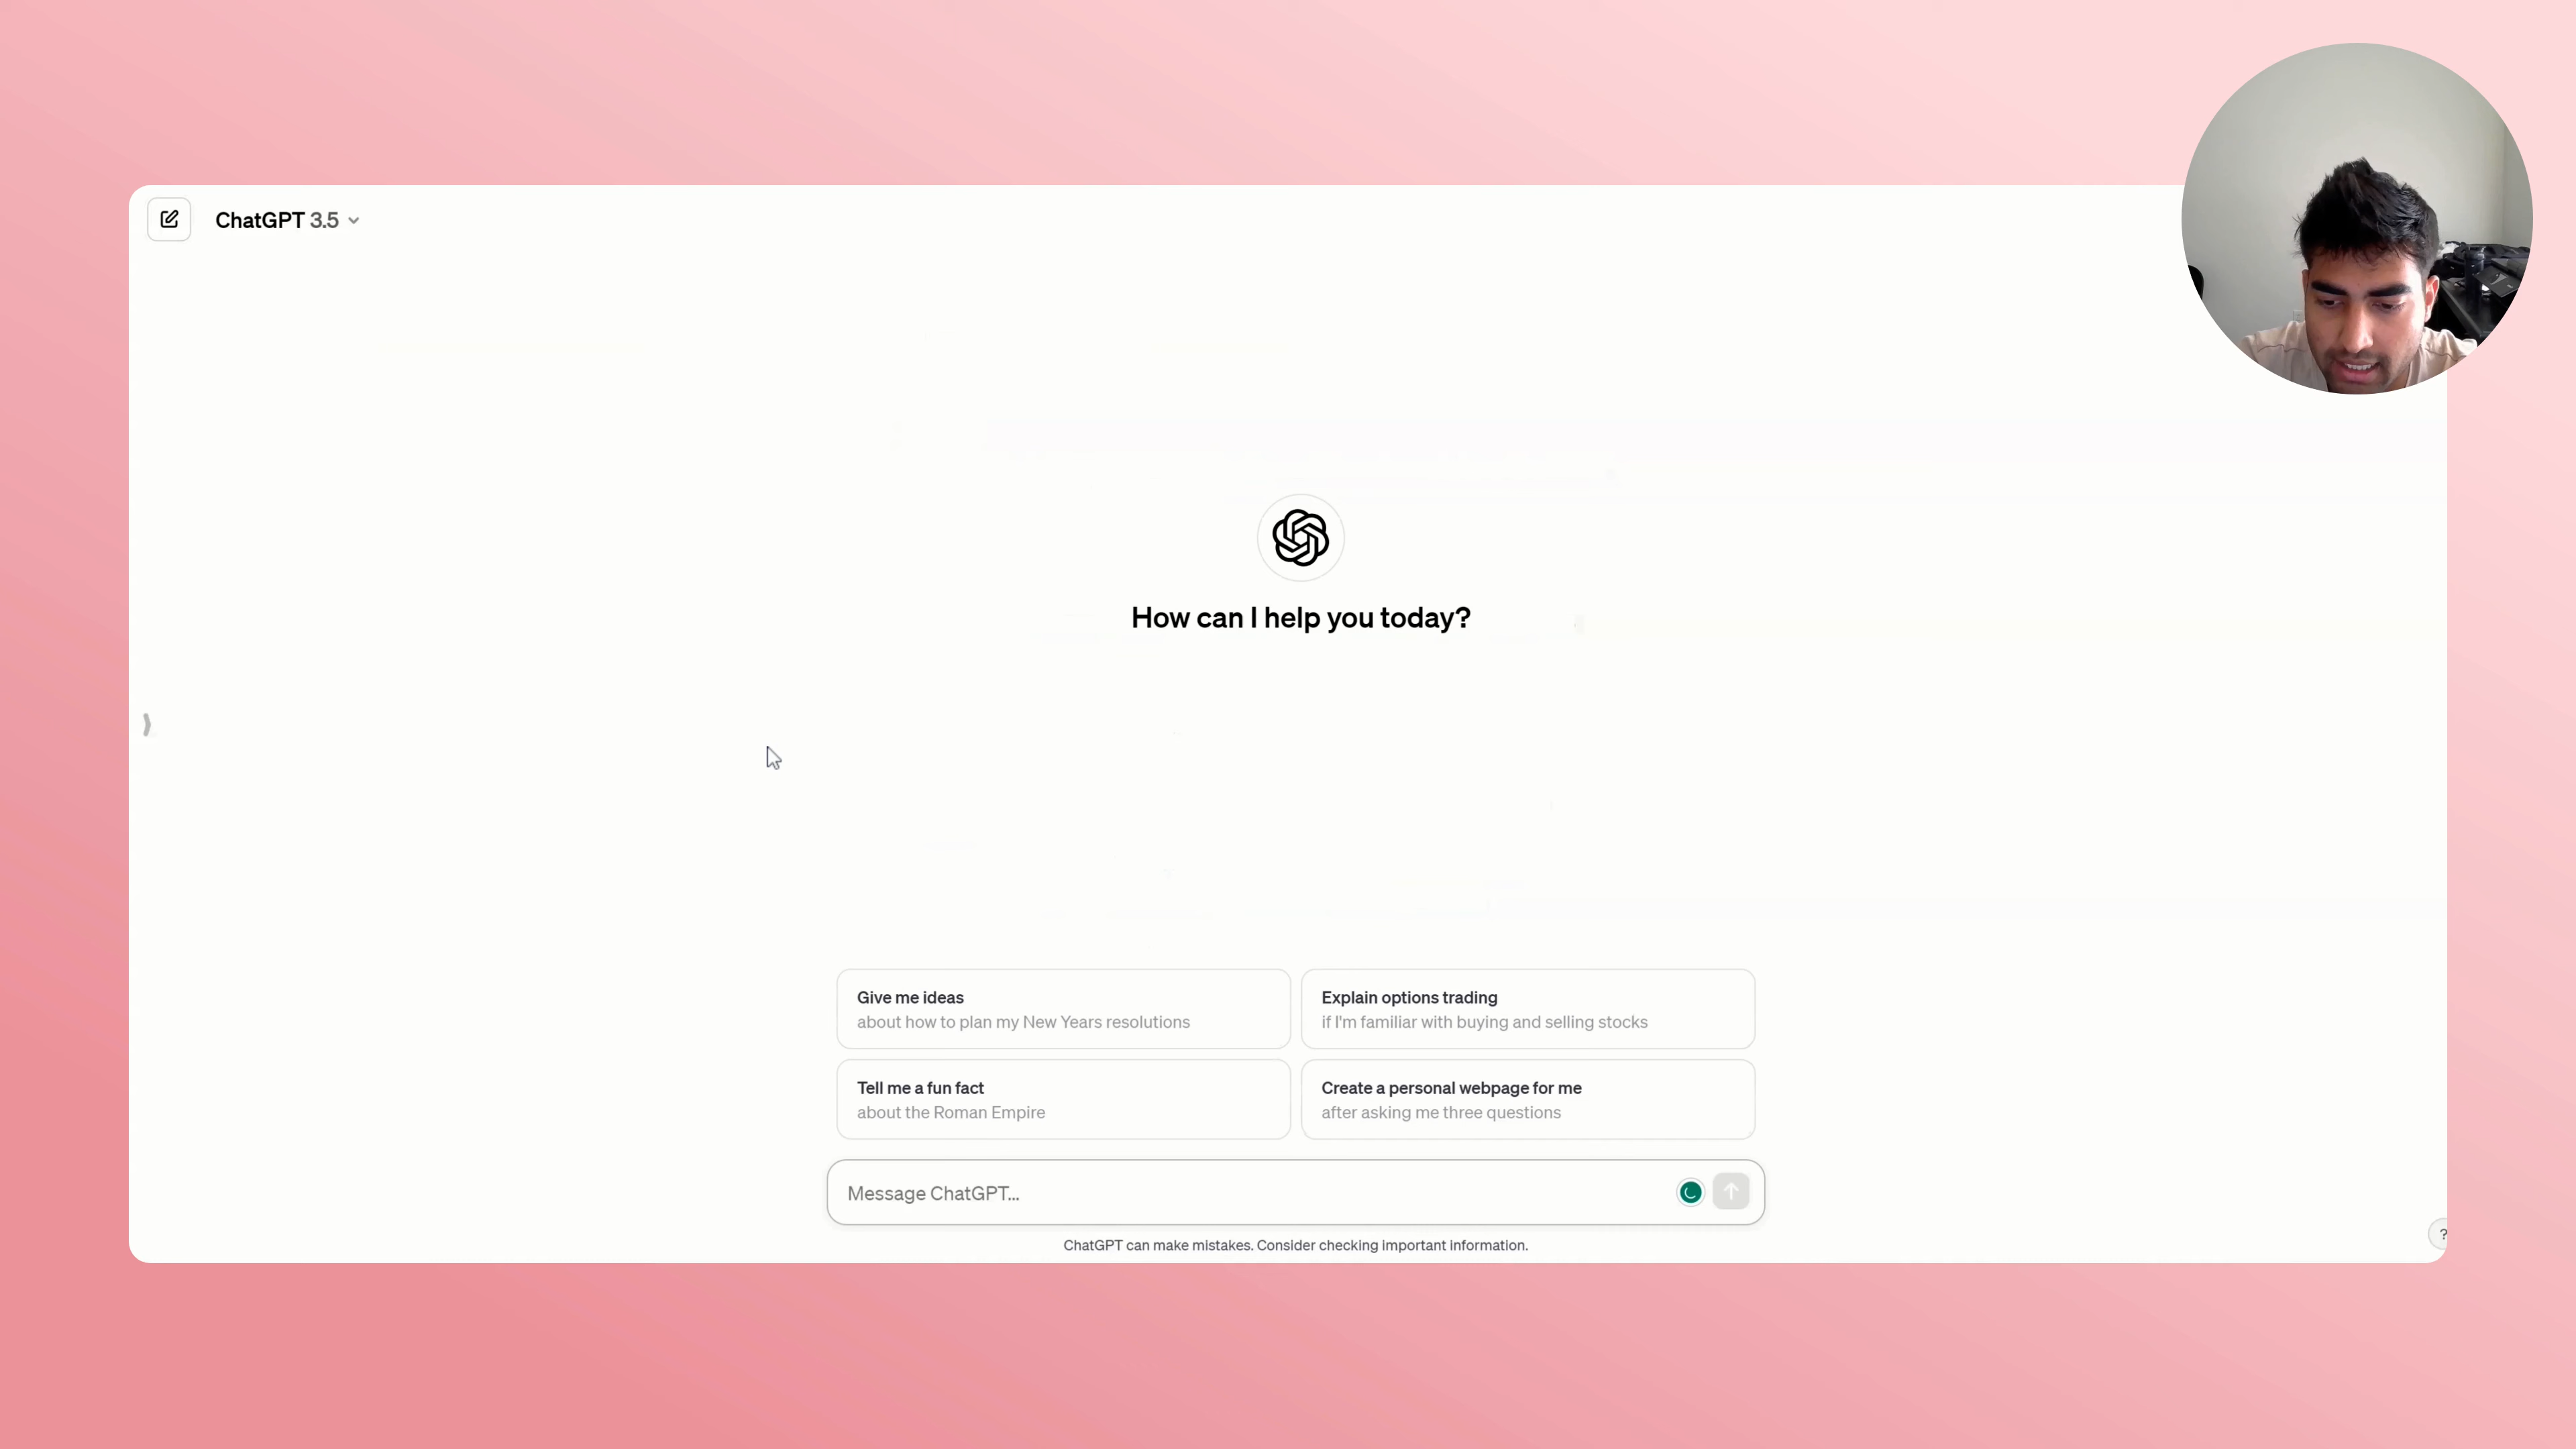 ChatGPT 3.5
How can I help you today?
Give me ideas
about how to plan my New Years resolutions
Explain options trading
if I'm familiar with buying and selling stocks
Tell me a fun fact
about the Roman Empire
Create a personal webpage for me
after asking me three questions
Message ChatGPT...
ChatGPT can make mistakes. Consider checking important information.
?